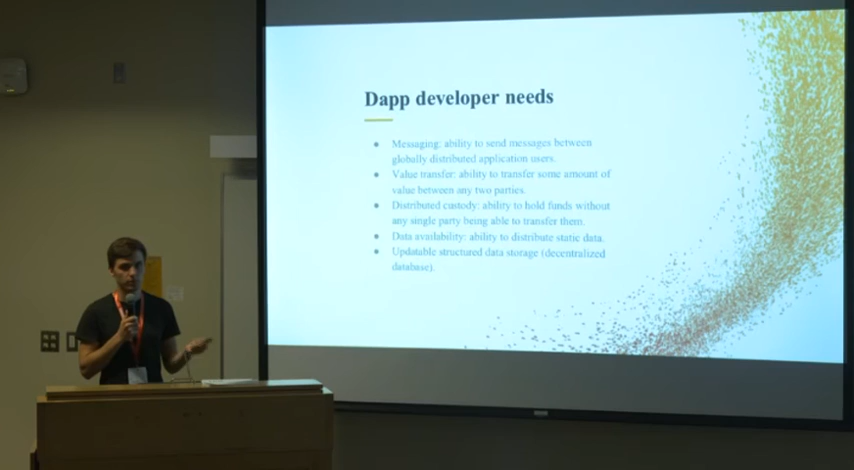 Dapp developer needs
● Messaging: ability to send messages between
globally distributed application users.
● Value transfer: ability to transfer some amount of
value between any two parties.
● Distributed custody: ability to hold funds without
any single party being able to transfer them.
● Data availability: ability to distribute static data.
● Updatable structured data storage (decentralized
database).